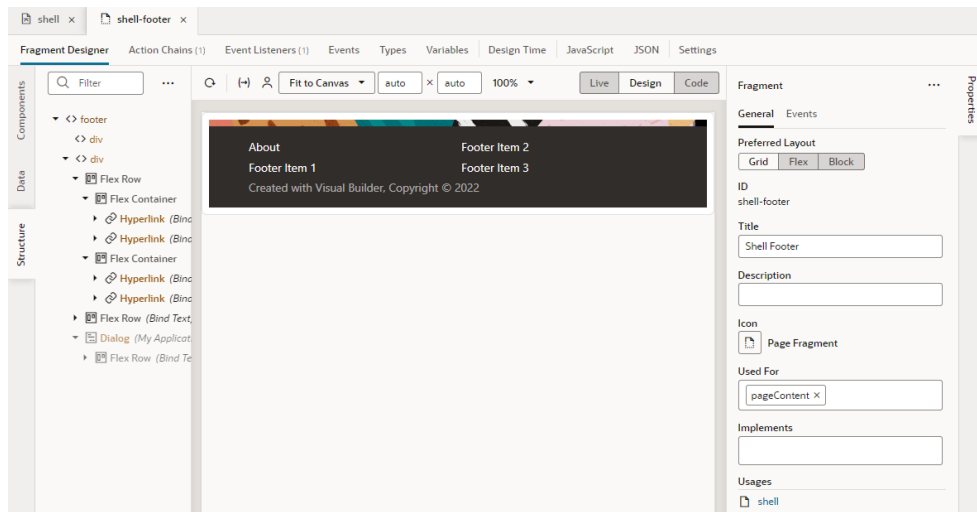 shell ×
shell-footer ×
Fragment Designer Action Chains (1) Event Listeners (1) Events Types Variables Design Time JavaScript JSON Settings
Components
Data
Structure
Filter ...
<> footer
<> div
<> div
Flex Row
Flex Container
Hyperlink (Bind
Hyperlink (Bind
Flex Container
Hyperlink (Bind
Hyperlink (Bind
Flex Row (Bind Text,
Dialog (My Applicat
Flex Row (Bind Te
Fit to Canvas auto × auto 100% Live Design Code
About Footer Item 2
Footer Item 1 Footer Item 3
Created with Visual Builder, Copyright © 2022
Fragment ...
General Events
Preferred Layout
Grid Flex Block
ID
shell-footer
Title
Shell Footer
Description
Icon
Page Fragment
Used For
pageContent ×
Implements
Usages
shell
Properties